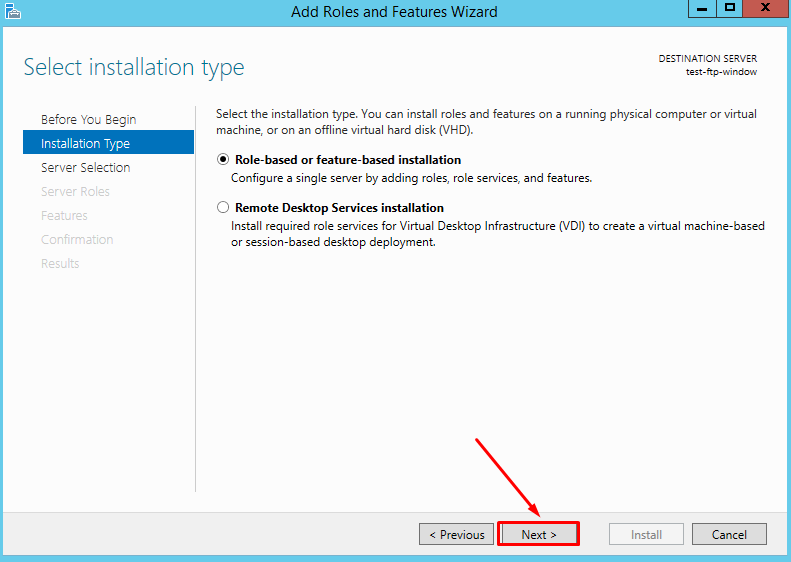 Add Roles and Features Wizard
Select installation type
DESTINATION SERVER
test-ftp-window
Before You Begin
Installation Type
Server Selection
Server Roles
Features
Confirmation
Results
Select the installation type. You can install roles and features on a running physical computer or virtual
machine, or on an offline virtual hard disk (VHD).
Role-based or feature-based installation
Configure a single server by adding roles, role services, and features.
Remote Desktop Services installation
Install required role services for Virtual Desktop Infrastructure (VDI) to create a virtual machine-based
or session-based desktop deployment.
< Previous
Next >
Install
Cancel